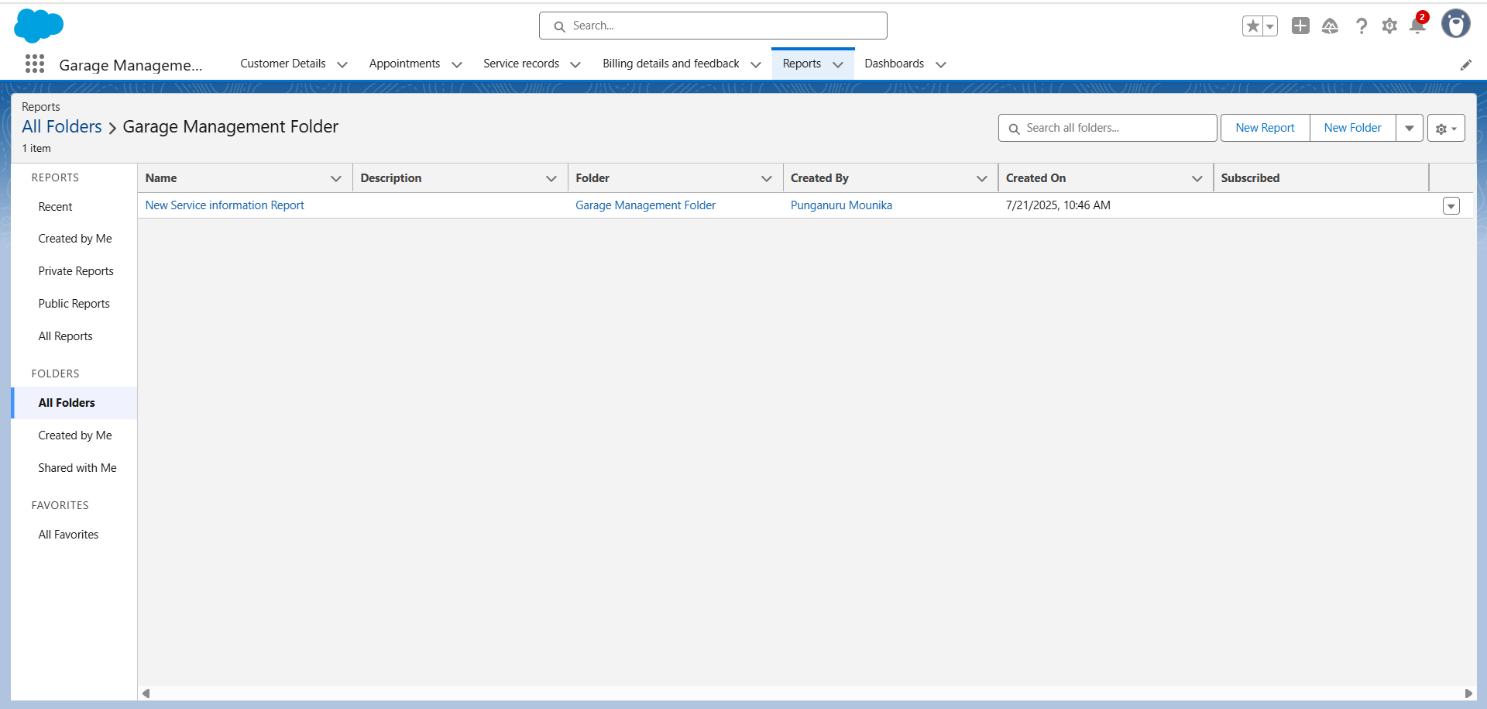 Search...
2
Garage Manageme...
Customer Details
Appointments
Service records
Billing details and feedback
Reports
Dashboards
Reports
All Folders > Garage Management Folder
1 item
Search all folders...
New Report
New Folder
REPORTS
Recent
Created by Me
Private Reports
Public Reports
All Reports
FOLDERS
All Folders
Created by Me
Shared with Me
FAVORITES
All Favorites
Name Description Folder Created By Created On Subscribed
New Service information Report Garage Management Folder Punganuru Mounika 7/21/2025, 10:46 AM